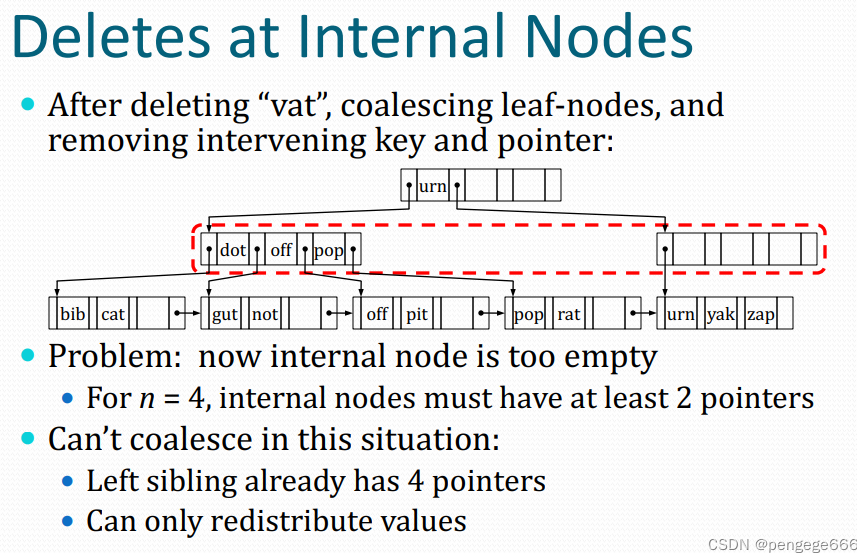 Deletes at Internal Nodes
• After deleting “vat”, coalescing leaf-nodes, and
removing intervening key and pointer:
urn
dot off pop
bib cat gut not off pit pop rat urn yak zap
• Problem: now internal node is too empty
• For n = 4, internal nodes must have at least 2 pointers
• Can’t coalesce in this situation:
• Left sibling already has 4 pointers
• Can only redistribute values
CSDN @pengege666